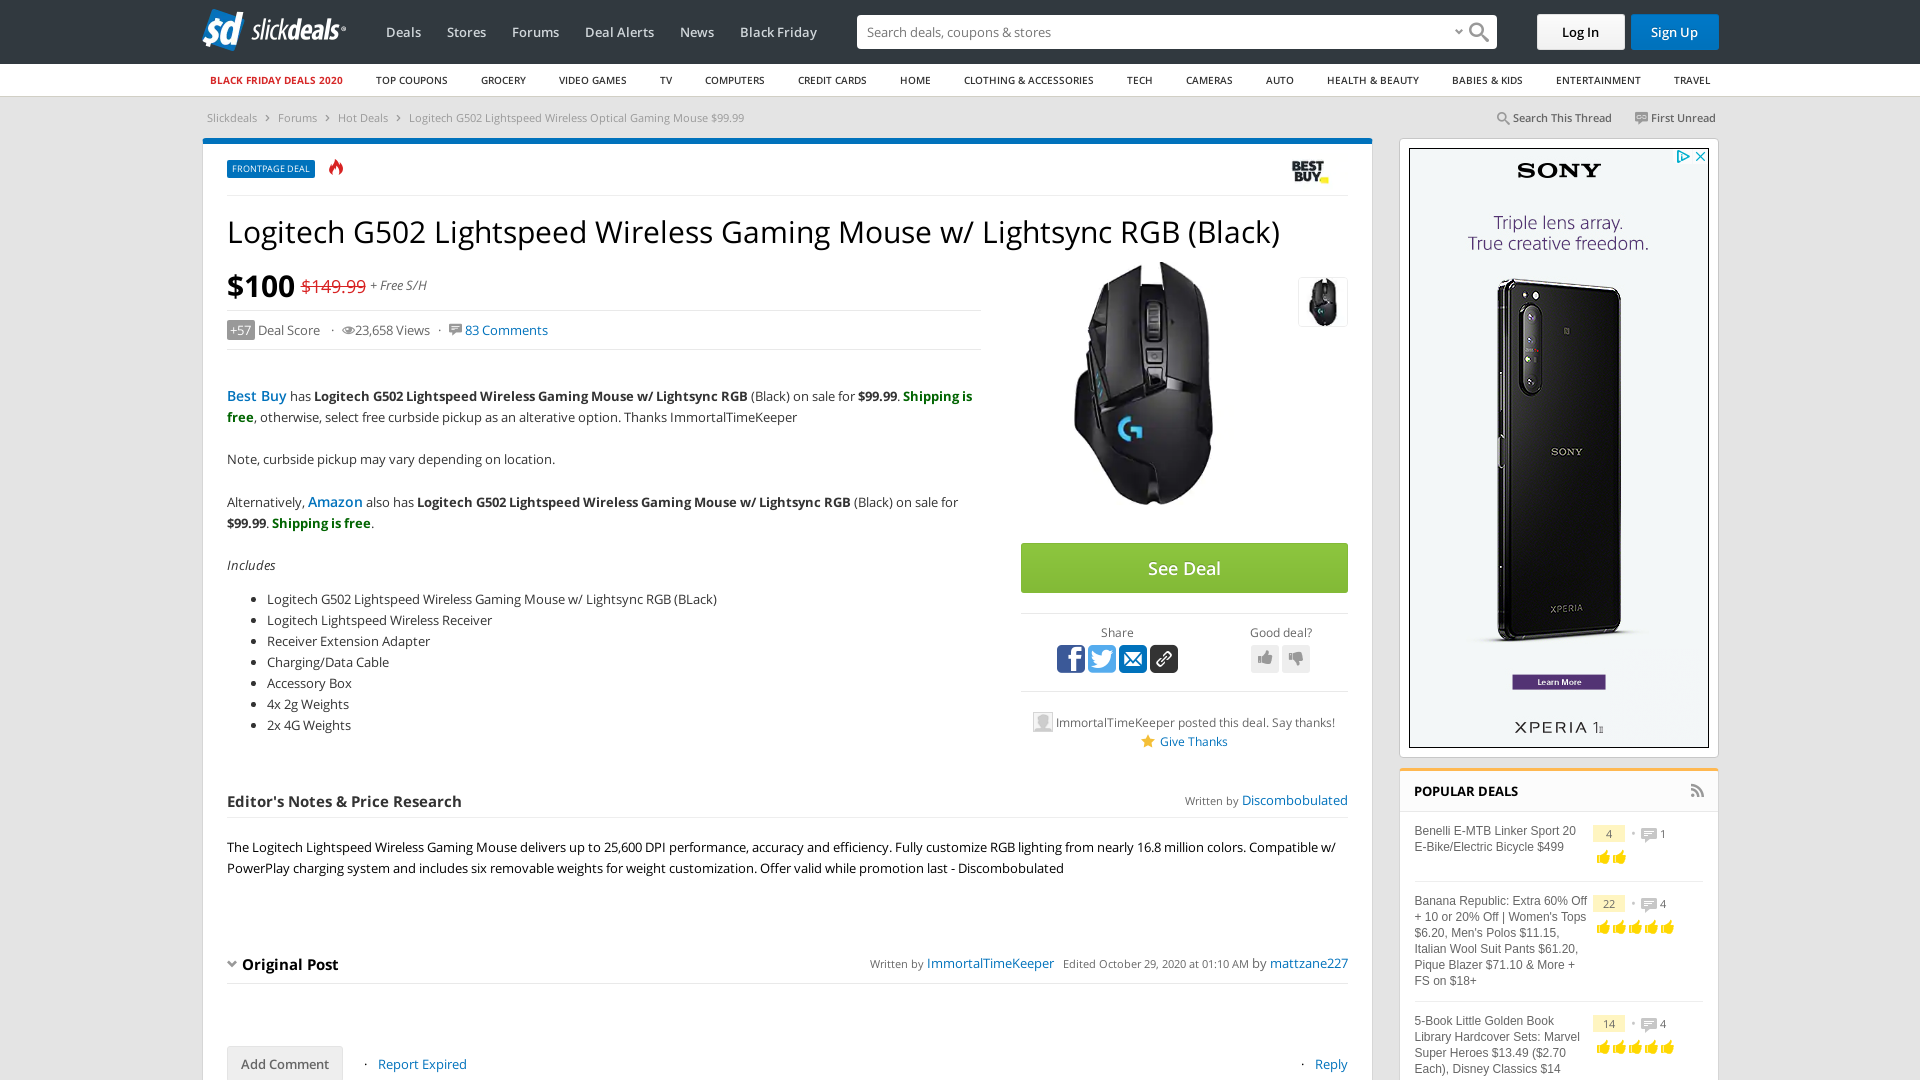 sd slickdeals
Deals Stores Forums Deal Alerts News Black Friday
Search deals, coupons & shops
Log In Sign Up
BLACK FRIDAY DEALS 2020 TOP COUPONS GROCERY VIDEO GAMES TV COMPUTERS CREDIT CARDS HOME CLOTHING & ACCESSORIES TECH CAMERAS AUTO HEALTH & BEAUTY BABIES & KIDS ENTERTAINMENT TRAVEL
Slickdeals › Forums › Hot Deals › Logitech G502 Lightspeed Wireless Optical Gaming Mouse $99.99
Search This Thread First Unread
FRONTPAGE DEAL
BEST BUY
Logitech G502 Lightspeed Wireless Gaming Mouse w/ Lightsync RGB (Black)
$100 $149.99 + Free S/H
+57 Deal Score · 23,658 Views · 83 Comments
Best Buy has Logitech G502 Lightspeed Wireless Gaming Mouse w/ Lightsync RGB (Black) on sale for $99.99. Shipping is
free, otherwise, select free curbside pickup as an alterative option. Thanks ImmortalTimeKeeper
Note, curbside pickup may vary depending on location.
Alternatively, Amazon also has Logitech G502 Lightspeed Wireless Gaming Mouse w/ Lightsync RGB (Black) on sale for
$99.99. Shipping is free.
Includes
• Logitech G502 Lightspeed Wireless Gaming Mouse w/ Lightsync RGB (BLack)
• Logitech Lightspeed Wireless Receiver
• Receiver Extension Adapter
• Charging/Data Cable
• Accessory Box
• 4x 2g Weights
• 2x 4G Weights
See Deal
Share
Good deal?
ImmortalTimeKeeper posted this deal. Say thanks!
Give Thanks
Editor's Notes & Price Research
Written by Discombobulated
The Logitech Lightspeed Wireless Gaming Mouse delivers up to 25,600 DPI performance, accuracy and efficiency. Fully customize RGB lighting from nearly 16.8 million colors. Compatible w/
PowerPlay charging system and includes six removable weights for weight customization. Offer valid while promotion last - Discombobulated
Original Post
Written by ImmortalTimeKeeper Edited October 29, 2020 at 01:10 AM by mattzane227
Add Comment · Report Expired · Reply
SONY
Triple lens array.
True creative freedom.
SONY
XPERIA
Learn More
XPERIA 1 II
POPULAR DEALS
Benelli E-MTB Linker Sport 20
E-Bike/Electric Bicycle $499
4 • 1
Banana Republic: Extra 60% Off
+ 10 or 20% Off | Women's Tops
$6.20, Men's Polos $11.15,
Italian Wool Suit Pants $61.20,
Pique Blazer $71.10 & More +
FS on $18+
22 • 4
5-Book Little Golden Book
Library Hardcover Sets: Marvel
Super Heroes $13.49 ($2.70
Each), Disney Classics $14
14 • 4